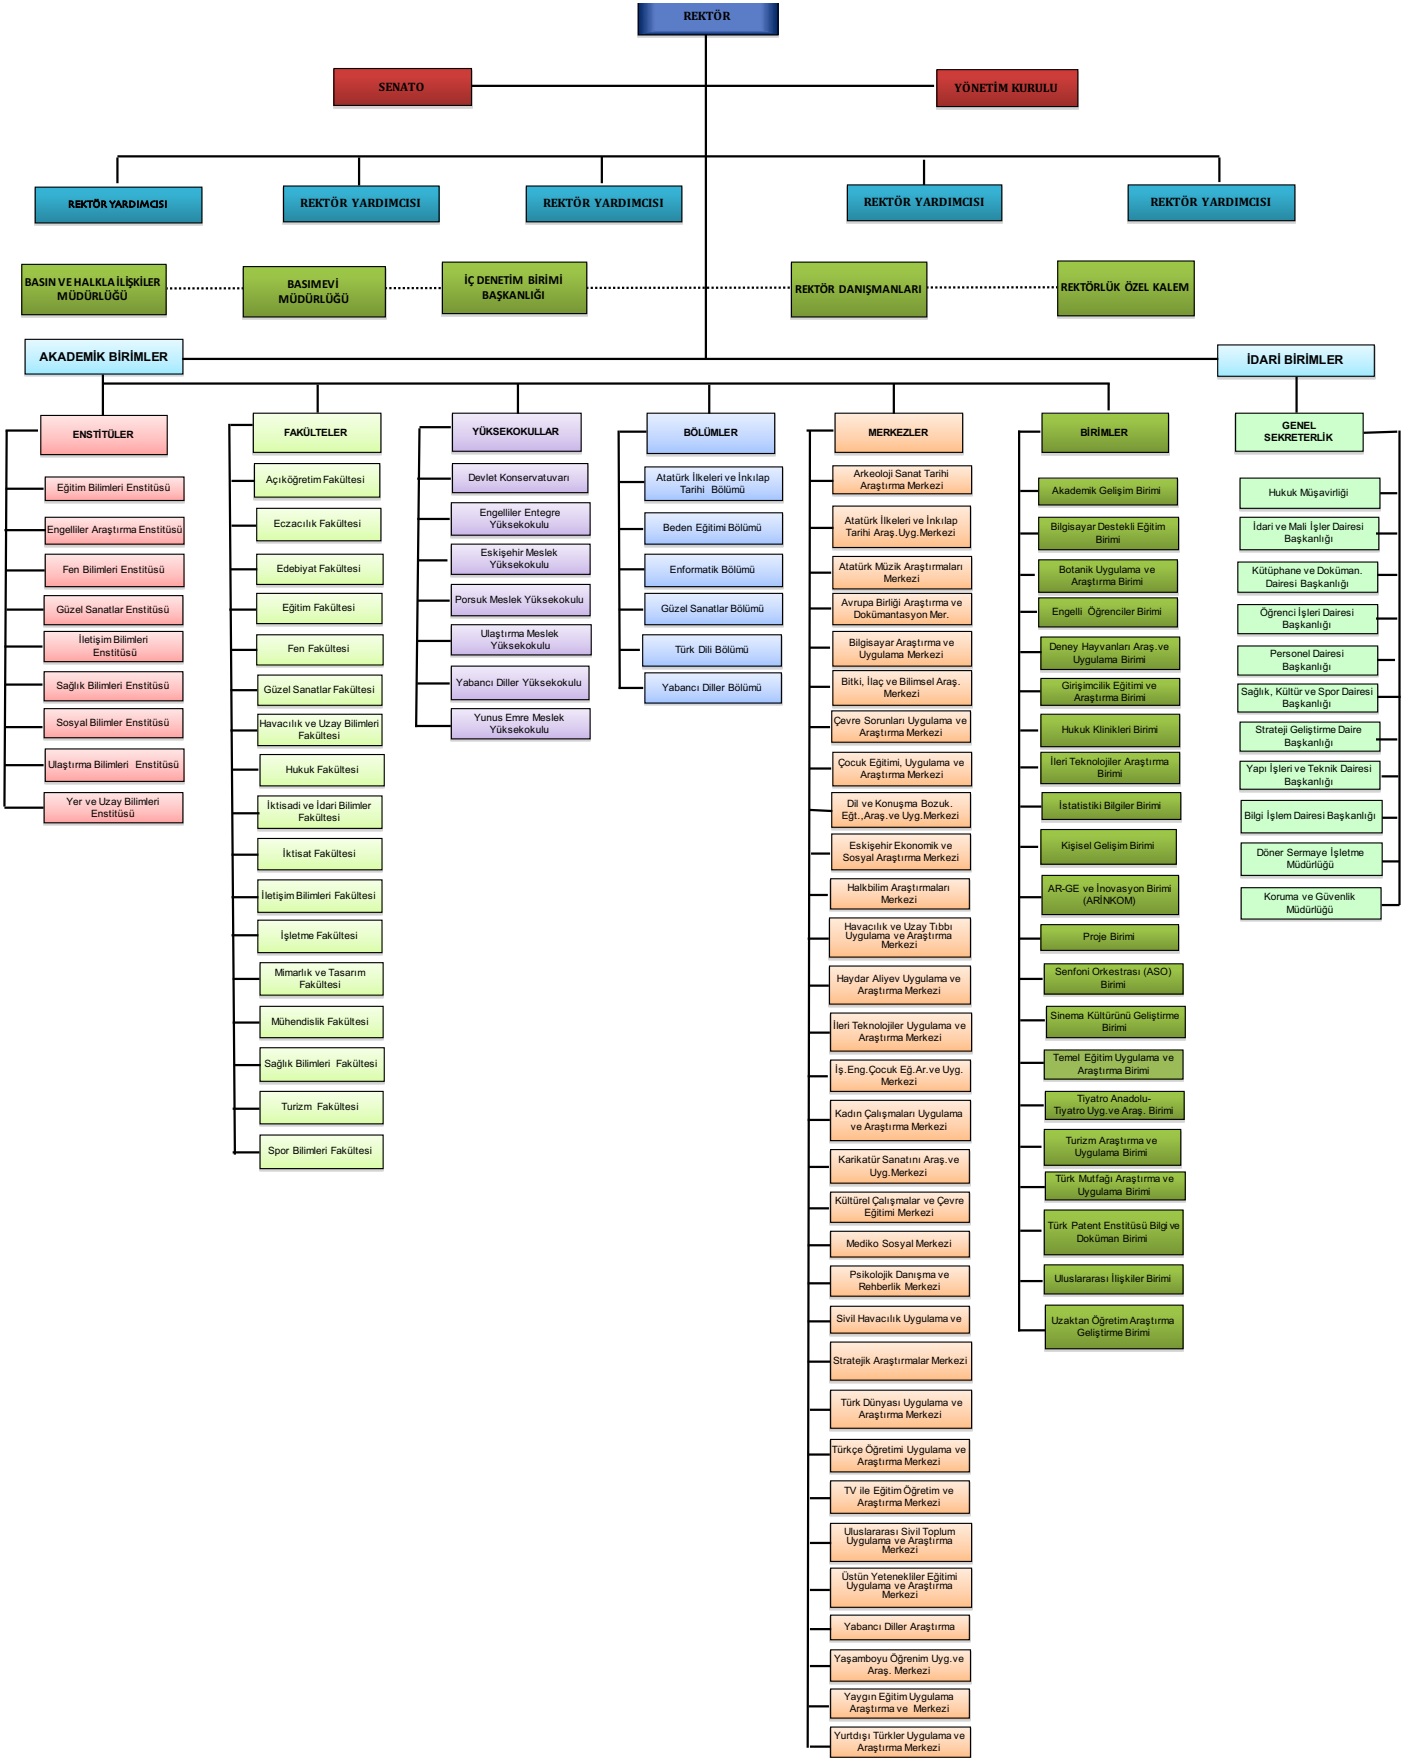 REKTÖR
SENATO
YÖNETİM KURULU
REKTÖR YARDIMCISI
REKTÖR YARDIMCISI
REKTÖR YARDIMCISI
REKTÖR YARDIMCISI
REKTÖR YARDIMCISI
BASIN VE HALKLA İLİŞKİLER
MÜDÜRLÜĞÜ
BASIMEVİ
MÜDÜRLÜĞÜ
İÇ DENETİM BİRİMİ
BAŞKANLIĞI
REKTÖR DANIŞMANLARI
REKTÖRLÜK ÖZEL KALEM
AKADEMİK BİRİMLER
İDARİ BİRİMLER
ENSTİTÜLER
Eğitim Bilimleri Enstitüsü
Engelliler Araştırma Enstitüsü
Fen Bilimleri Enstitüsü
Güzel Sanatlar Enstitüsü
İletişim Bilimleri
Enstitüsü
Sağlık Bilimleri Enstitüsü
Sosyal Bilimler Enstitüsü
Ulaştırma Bilimleri Enstitüsü
Yer ve Uzay Bilimleri
Enstitüsü
FAKÜLTELER
Açıköğretim Fakültesi
Eczacılık Fakültesi
Edebiyat Fakültesi
Eğitim Fakültesi
Fen Fakültesi
Güzel Sanatlar Fakültesi
Havacılık ve Uzay Bilimleri
Fakültesi
Hukuk Fakültesi
İktisadi ve İdari Bilimler
Fakültesi
İktisat Fakültesi
İletişim Bilimleri Fakültesi
İşletme Fakültesi
Mimarlık ve Tasarım
Fakültesi
Mühendislik Fakültesi
Sağlık Bilimleri Fakültesi
Turizm Fakültesi
Spor Bilimleri Fakültesi
YÜKSEKOKULLAR
Devlet Konservatuvarı
Engelliler Entegre
Yüksekokulu
Eskişehir Meslek
Yüksekokulu
Porsuk Meslek Yüksekokulu
Ulaştırma Meslek
Yüksekokulu
Yabancı Diller Yüksekokulu
Yunus Emre Meslek
Yüksekokulu
BÖLÜMLER
Atatürk İlkeleri ve İnkılap
Tarihi Bölümü
Beden Eğitimi Bölümü
Enformatik Bölümü
Güzel Sanatlar Bölümü
Türk Dili Bölümü
Yabancı Diller Bölümü
MERKEZLER
Arkeoloji Sanat Tarihi
Araştırma Merkezi
Atatürk İlkeleri ve İnkılap
Tarihi Araş.Uyg.Merkezi
Atatürk Müzik Araştırmaları
Merkezi
Avrupa Birliği Araştırma ve
Dokümantasyon Mer.
Bilgisayar Araştırma ve
Uygulama Merkezi
Bitki, İlaç ve Bilimsel Araş.
Merkezi
Çevre Sorunları Uygulama ve
Araştırma Merkezi
Çocuk Eğitimi, Uygulama ve
Araştırma Merkezi
Dil ve Konuşma Bozuk.
Eğt.,Araş.ve Uyg.Merkezi
Eskişehir Ekonomik ve
Sosyal Araştırma Merkezi
Halkbilim Araştırmaları
Merkezi
Havacılık ve Uzay Tıbbı
Uygulama ve Araştırma
Merkezi
Haydar Aliyev Uygulama ve
Araştırma Merkezi
İleri Teknolojiler Uygulama ve
Araştırma Merkezi
İş.Eng.Çocuk Eğ.Ar.ve Uyg.
Merkezi
Kadın Çalışmaları Uygulama
ve Araştırma Merkezi
Karikatür Sanatını Araş.ve
Uyg.Merkezi
Kültürel Çalışmalar ve Çevre
Eğitimi Merkezi
Mediko Sosyal Merkezi
Psikolojik Danışma ve
Rehberlik Merkezi
Sivil Havacılık Uygulama ve
Stratejik Araştırmalar Merkezi
Türk Dünyası Uygulama ve
Araştırma Merkezi
Türkçe Öğretimi Uygulama ve
Araştırma Merkezi
TV ile Eğitim Öğretim ve
Araştırma Merkezi
Uluslararası Sivil Toplum
Uygulama ve Araştırma
Merkezi
Üstün Yetenekliler Eğitimi
Uygulama ve Araştırma
Merkezi
Yabancı Diller Araştırma
Yaşamboyu Öğrenim Uyg.ve
Araş. Merkezi
Yaygın Eğitim Uygulama
Araştırma ve Merkezi
Yurtdışı Türkler Uygulama ve
Araştırma Merkezi
BİRİMLER
Akademik Gelişim Birimi
Bilgisayar Destekli Eğitim
Birimi
Botanik Uygulama ve
Araştırma Birimi
Engelli Öğrenciler Birimi
Deney Hayvanları Araş.ve
Uygulama Birimi
Girişimcilik Eğitimi ve
Araştırma Birimi
Hukuk Klinikleri Birimi
İleri Teknolojiler Araştırma
Birimi
İstatistiki Bilgiler Birimi
Kişisel Gelişim Birimi
AR-GE ve İnovasyon Birimi
(ARİNKOM)
Proje Birimi
Senfoni Orkestrası (ASO)
Birimi
Sinema Kültürünü Geliştirme
Birimi
Temel Eğitim Uygulama ve
Araştırma Birimi
Tiyatro Anadolu-
Tiyatro Uyg.ve Araş. Birimi
Turizm Araştırma ve
Uygulama Birimi
Türk Mutfağı Araştırma ve
Uygulama Birimi
Türk Patent Enstitüsü Bilgi ve
Doküman Birimi
Uluslararası İlişkiler Birimi
Uzaktan Öğretim Araştırma
Geliştirme Birimi
GENEL
SEKRETERLİK
Hukuk Müşavirliği
İdari ve Mali İşler Dairesi
Başkanlığı
Kütüphane ve Doküman.
Dairesi Başkanlığı
Öğrenci İşleri Dairesi
Başkanlığı
Personel Dairesi
Başkanlığı
Sağlık, Kültür ve Spor Dairesi
Başkanlığı
Strateji Geliştirme Daire
Başkanlığı
Yapı İşleri ve Teknik Dairesi
Başkanlığı
Bilgi İşlem Dairesi Başkanlığı
Döner Sermaye İşletme
Müdürlüğü
Koruma ve Güvenlik
Müdürlüğü